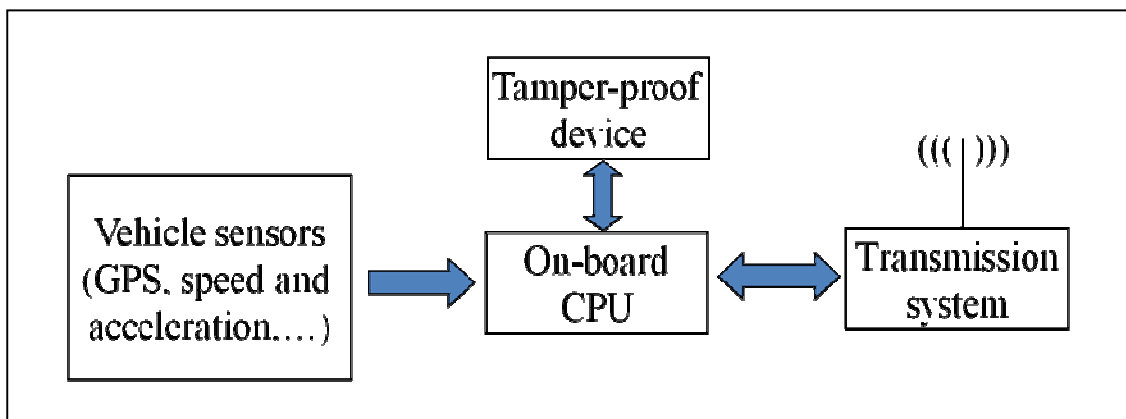 Tamper-proof
device
((( )))
Vehicle sensors
(GPS, speed and
acceleration,...)
On-board
CPU
Transmission
system